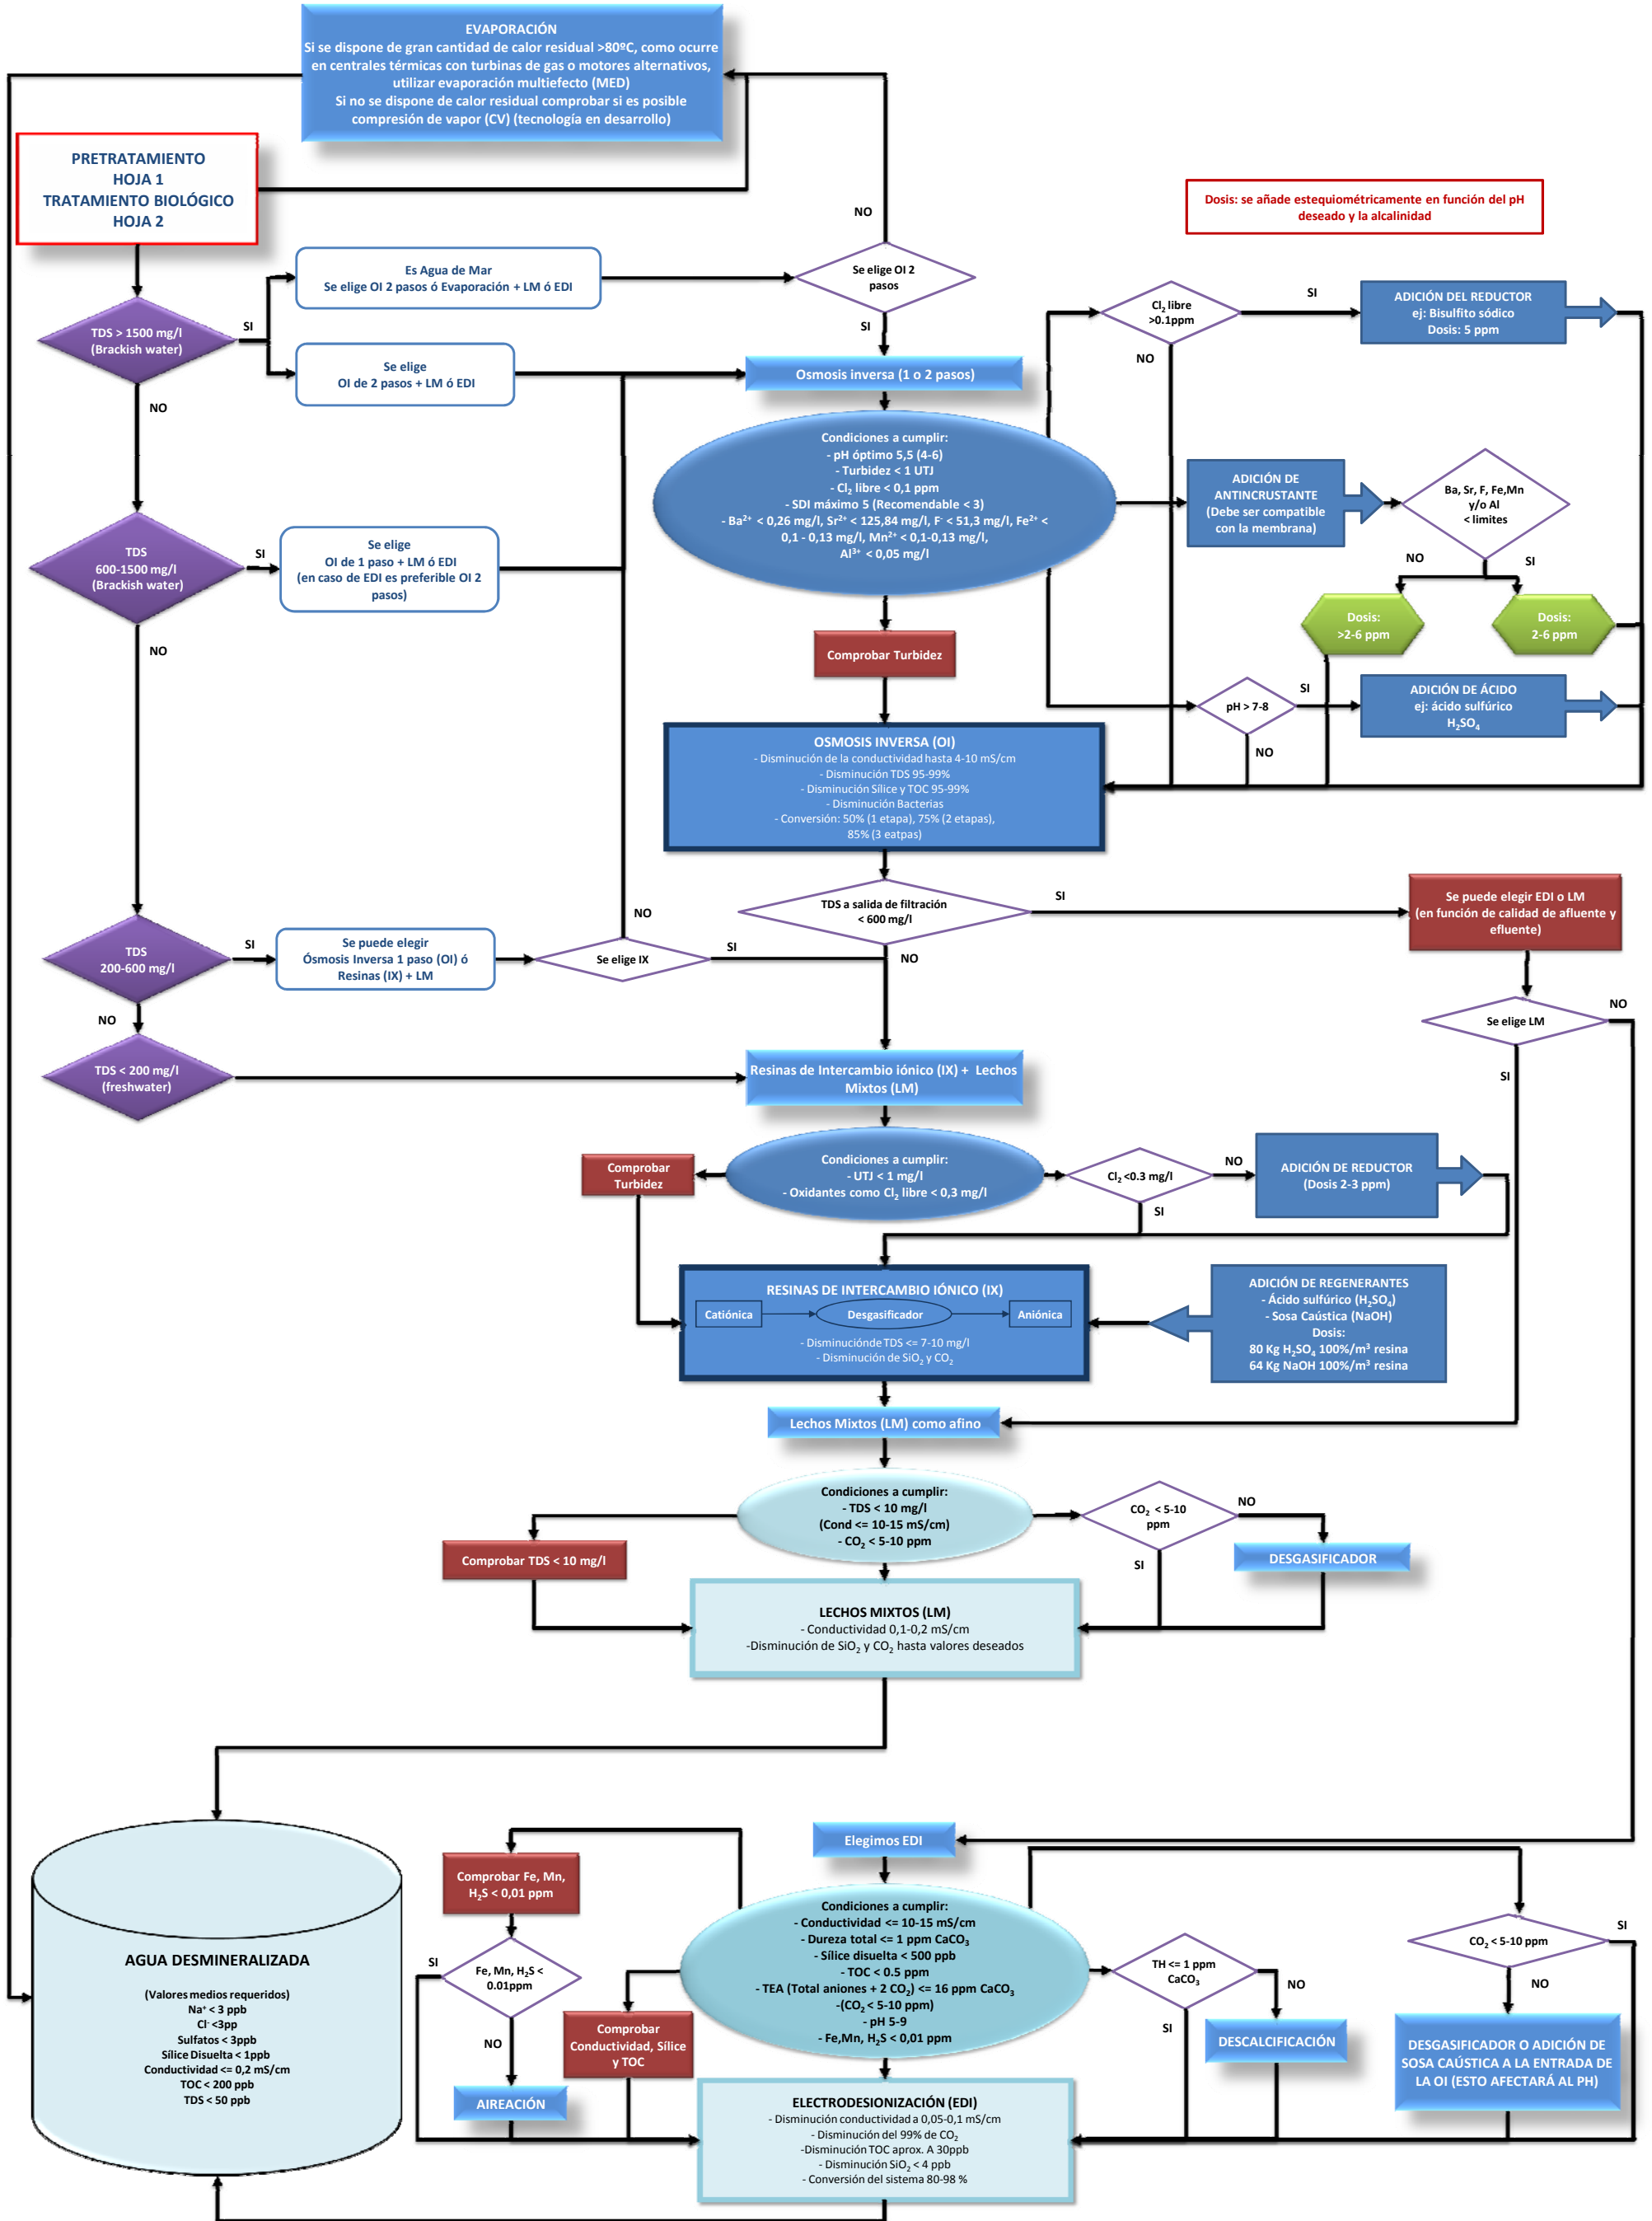 EVAPORACIÓN
Si se dispone de gran cantidad de calor residual >80ºC, como ocurre
en centrales térmicas con turbinas de gas o motores alternativos,
utilizar evaporación multiefecto (MED)
Si no se dispone de calor residual comprobar si es posible
compresión de vapor (CV) (tecnología en desarrollo)
PRETRATAMIENTO
HOJA 1
TRATAMIENTO BIOLÓGICO
HOJA 2
Dosis: se añade estequiométricamente en función del pH
deseado y la alcalinidad
NO
Es Agua de Mar
Se elige OI 2 pasos ó Evaporación + LM ó EDI
Se elige OI 2
pasos
TDS > 1500 mg/l
(Brackish water)
SI
SI
Cl2 libre
>0.1ppm
SI
ADICIÓN DEL REDUCTOR
ej: Bisulfito sódico
Dosis: 5 ppm
NO
Se elige
OI de 2 pasos + LM ó EDI
Osmosis inversa (1 o 2 pasos)
NO
Condiciones a cumplir:
- pH óptimo 5,5 (4-6)
- Turbidez < 1 UTJ
- Cl2 libre < 0,1 ppm
- SDI máximo 5 (Recomendable < 3)
- Ba2+ < 0,26 mg/l, Sr2+ < 125,84 mg/l, F- < 51,3 mg/l, Fe2+ <
0,1 - 0,13 mg/l, Mn2+ < 0,1-0,13 mg/l,
Al3+ < 0,05 mg/l
ADICIÓN DE
ANTINCRUSTANTE
(Debe ser compatible
con la membrana)
Ba, Sr, F, Fe,Mn
y/o Al
< limites
NO
SI
TDS
600-1500 mg/l
(Brackish water)
SI
Se elige
OI de 1 paso + LM ó EDI
(en caso de EDI es preferible OI 2
pasos)
Dosis:
>2-6 ppm
Dosis:
2-6 ppm
NO
Comprobar Turbidez
pH > 7-8
SI
NO
ADICIÓN DE ÁCIDO
ej: ácido sulfúrico
H2SO4
OSMOSIS INVERSA (OI)
- Disminución de la conductividad hasta 4-10 mS/cm
- Disminución TDS 95-99%
- Disminución Sílice y TOC 95-99%
- Disminución Bacterias
- Conversión: 50% (1 etapa), 75% (2 etapas),
85% (3 eatpas)
TDS a salida de filtración
< 600 mg/l
SI
NO
Se puede elegir EDI o LM
(en función de calidad de afluente y
efluente)
TDS
200-600 mg/l
SI
Se puede elegir
Ósmosis Inversa 1 paso (OI) ó
Resinas (IX) + LM
NO
Se elige IX
SI
NO
Se elige LM
NO
SI
TDS < 200 mg/l
(freshwater)
Resinas de Intercambio iónico (IX) + Lechos
Mixtos (LM)
Comprobar
Turbidez
Condiciones a cumplir:
- UTJ < 1 mg/l
- Oxidantes como Cl2 libre < 0,3 mg/l
Cl2 <0.3 mg/l
NO
SI
ADICIÓN DE REDUCTOR
(Dosis 2-3 ppm)
RESINAS DE INTERCAMBIO IÓNICO (IX)
Catiónica
Desgasificador
Aniónica
- Disminuciónde TDS <= 7-10 mg/l
- Disminución de SiO2 y CO2
ADICIÓN DE REGENERANTES
- Ácido sulfúrico (H2SO4)
- Sosa Caústica (NaOH)
Dosis:
80 Kg H2SO4 100%/m3 resina
64 Kg NaOH 100%/m3 resina
Lechos Mixtos (LM) como afino
Condiciones a cumplir:
- TDS < 10 mg/l
(Cond <= 10-15 mS/cm)
- CO2 < 5-10 ppm
CO2 < 5-10
ppm
NO
SI
Comprobar TDS < 10 mg/l
DESGASIFICADOR
LECHOS MIXTOS (LM)
- Conductividad 0,1-0,2 mS/cm
-Disminución de SiO2 y CO2 hasta valores deseados
Elegimos EDI
Comprobar Fe, Mn,
H2S < 0,01 ppm
Condiciones a cumplir:
- Conductividad <= 10-15 mS/cm
- Dureza total <= 1 ppm CaCO3
- Sílice disuelta < 500 ppb
- TOC < 0.5 ppm
- TEA (Total aniones + 2 CO2) <= 16 ppm CaCO3
-(CO2 < 5-10 ppm)
- pH 5-9
- Fe,Mn, H2S < 0,01 ppm
SI
Fe, Mn, H2S <
0.01ppm
NO
TH <= 1 ppm
CaCO3
NO
SI
CO2 < 5-10 ppm
SI
NO
AGUA DESMINERALIZADA
(Valores medios requeridos)
Na+ < 3 ppb
Cl- <3pp
Sulfatos < 3ppb
Sílice Disuelta < 1ppb
Conductividad <= 0,2 mS/cm
TOC < 200 ppb
TDS < 50 ppb
Comprobar
Conductividad, Sílice
y TOC
DESCALCIFICACIÓN
DESGASIFICADOR O ADICIÓN DE
SOSA CAÚSTICA A LA ENTRADA DE
LA OI (ESTO AFECTARÁ AL PH)
AIREACIÓN
ELECTRODESIONIZACIÓN (EDI)
- Disminución conductividad a 0,05-0,1 mS/cm
- Disminución del 99% de CO2
-Disminución TOC aprox. A 30ppb
- Disminución SiO2 < 4 ppb
- Conversión del sistema 80-98 %